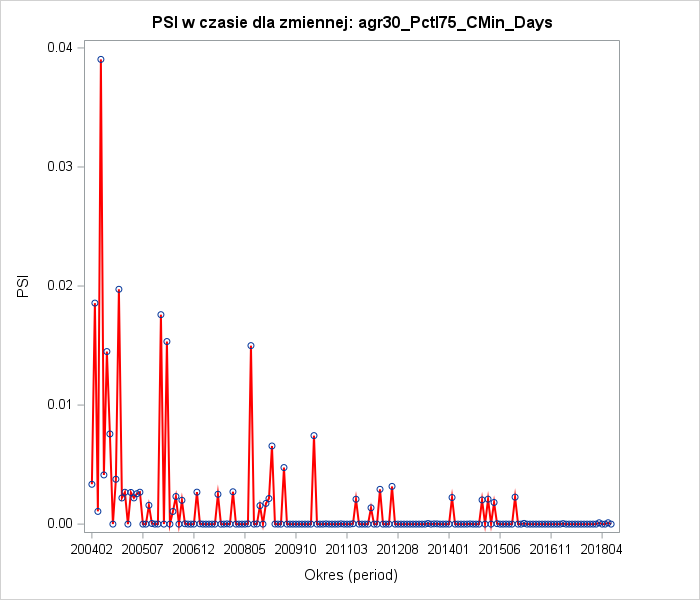 PSI w czasie dla zmiennej: agr30_Pctl75_CMin_Days
0.04
0.03
0.02
0.01
0.00
PSI
200402 200507 200612 200805 200910 201103 201208 201401 201506 201611 201804
Okres (period)